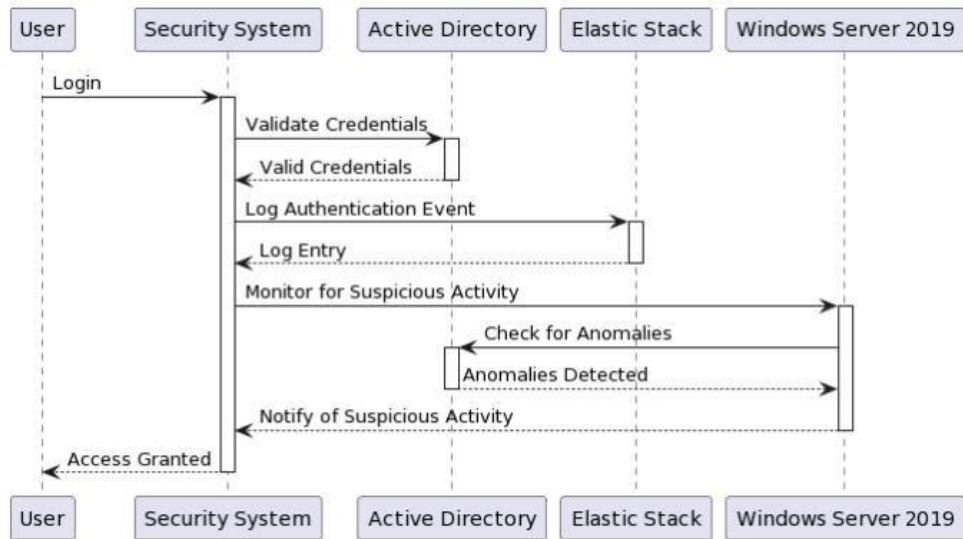 User Security System Active Directory Elastic Stack Windows Server 2019
Login
Validate Credentials
Valid Credentials
Log Authentication Event
Log Entry
Monitor for Suspicious Activity
Check for Anomalies
Anomalies Detected
Notify of Suspicious Activity
Access Granted
User Security System Active Directory Elastic Stack Windows Server 2019